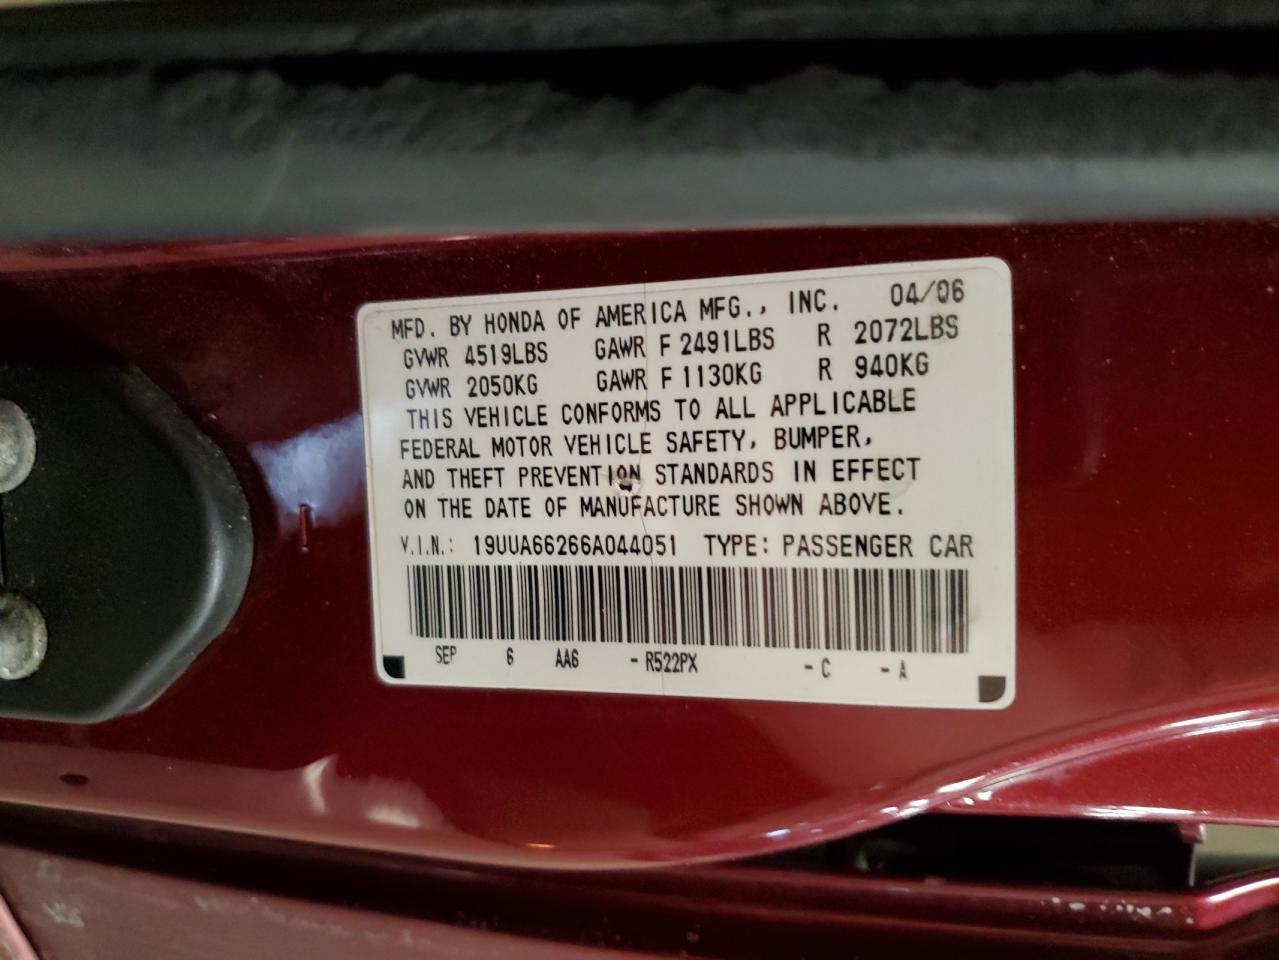 MFD. BY HONDA OF AMERICA MFG., INC. 04/06
GVWR 4519LBS GAWR F 2491LBS R 2072LBS
GVWR 2050KG GAWR F 1130KG R 940KG
THIS VEHICLE CONFORMS TO ALL APPLICABLE
FEDERAL MOTOR VEHICLE SAFETY, BUMPER,
AND THEFT PREVENTION STANDARDS IN EFFECT
ON THE DATE OF MANUFACTURE SHOWN ABOVE.
V.I.N.: 19UUA66266A044051 TYPE: PASSENGER CAR
SEP 6 AA6 - R522PX - C - A